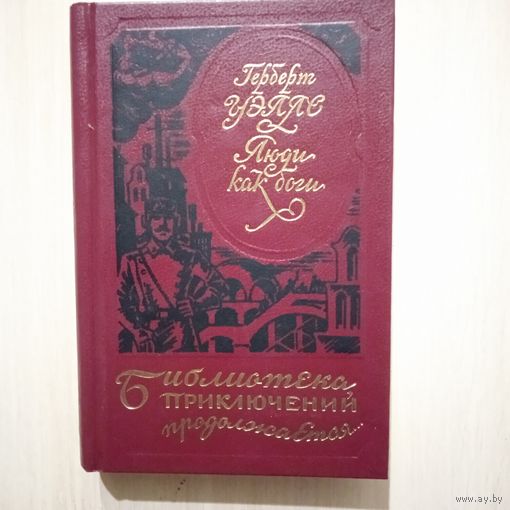 Герберт
УЭЛЛС
Люди
как боги
Библиотека
ПРИКЛЮЧЕНИЙ
продолжается...
www.ay.by